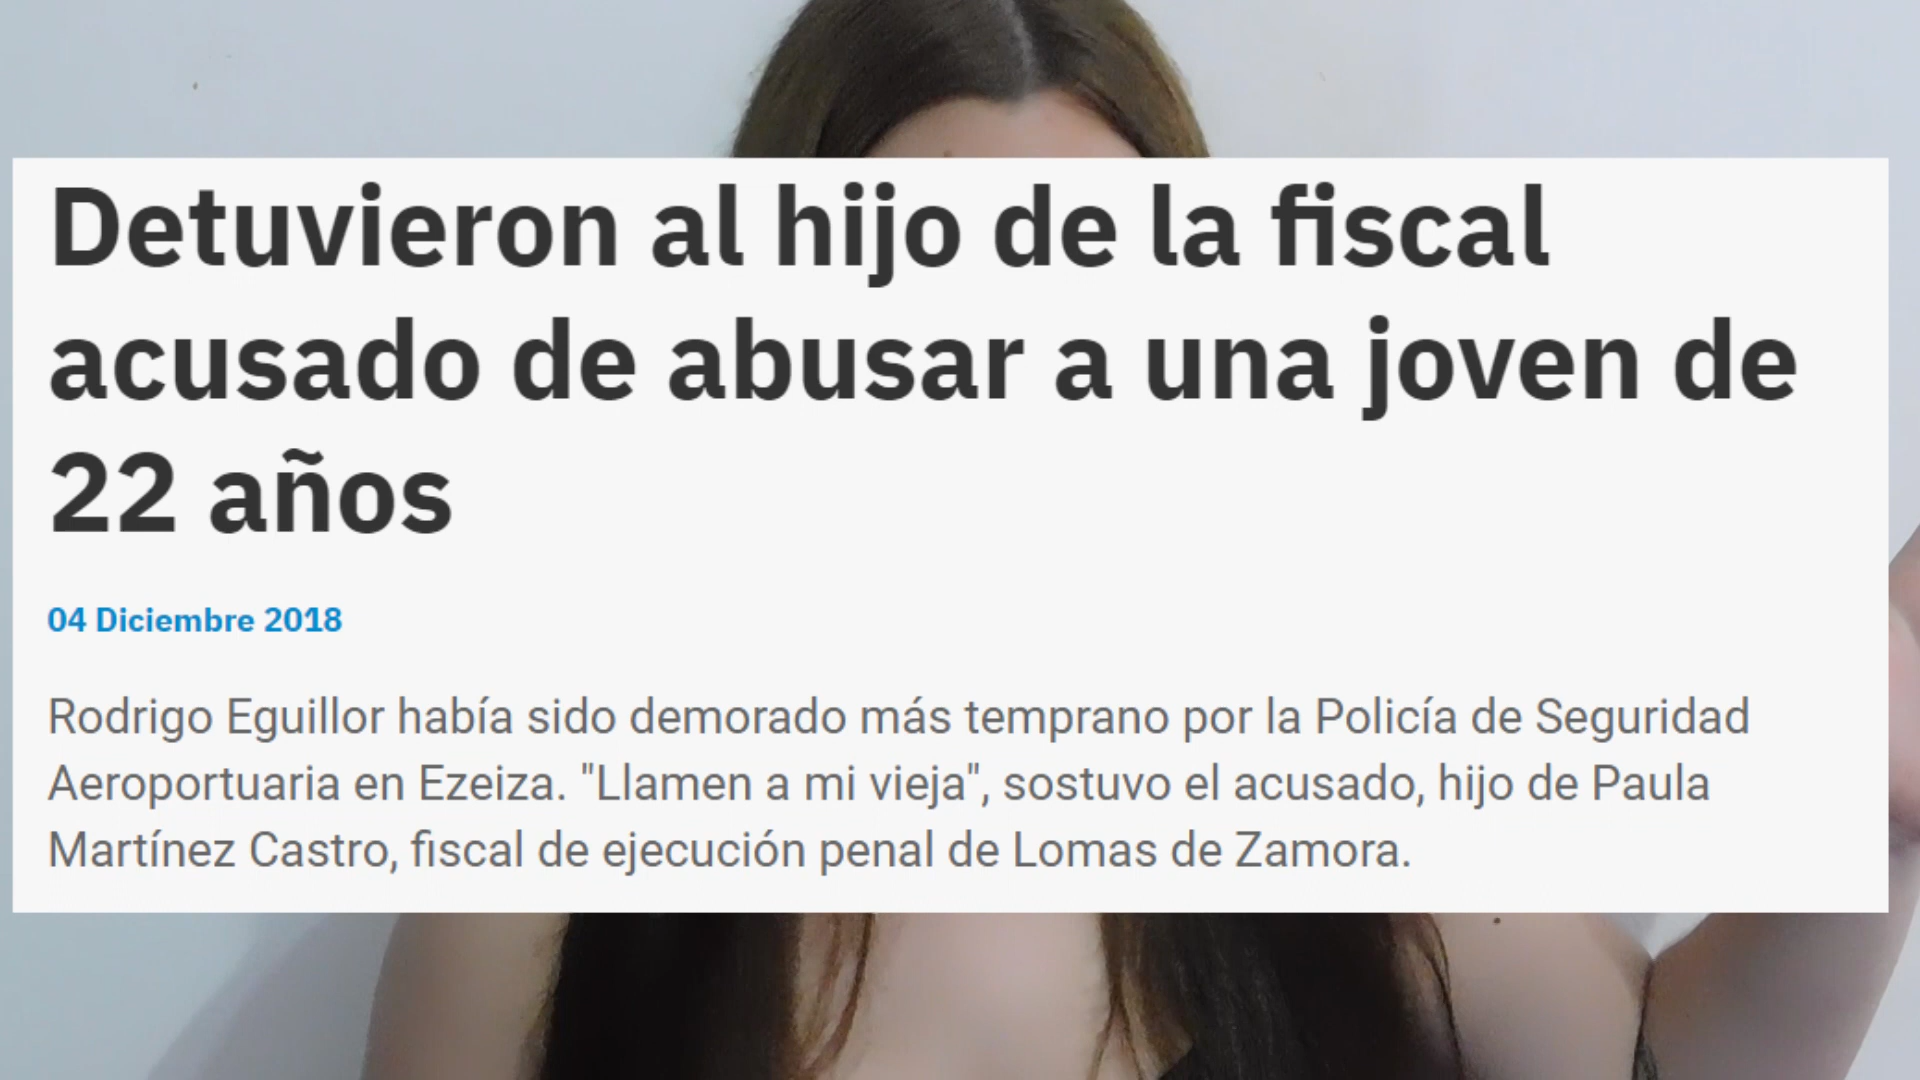 Detuvieron al hijo de la fiscal
acusado de abusar a una joven de
22 años
04 Diciembre 2018
Rodrigo Eguillor había sido demorado más temprano por la Policía de Seguridad
Aeroportuaria en Ezeiza. "Llamen a mi vieja", sostuvo el acusado, hijo de Paula
Martínez Castro, fiscal de ejecución penal de Lomas de Zamora.